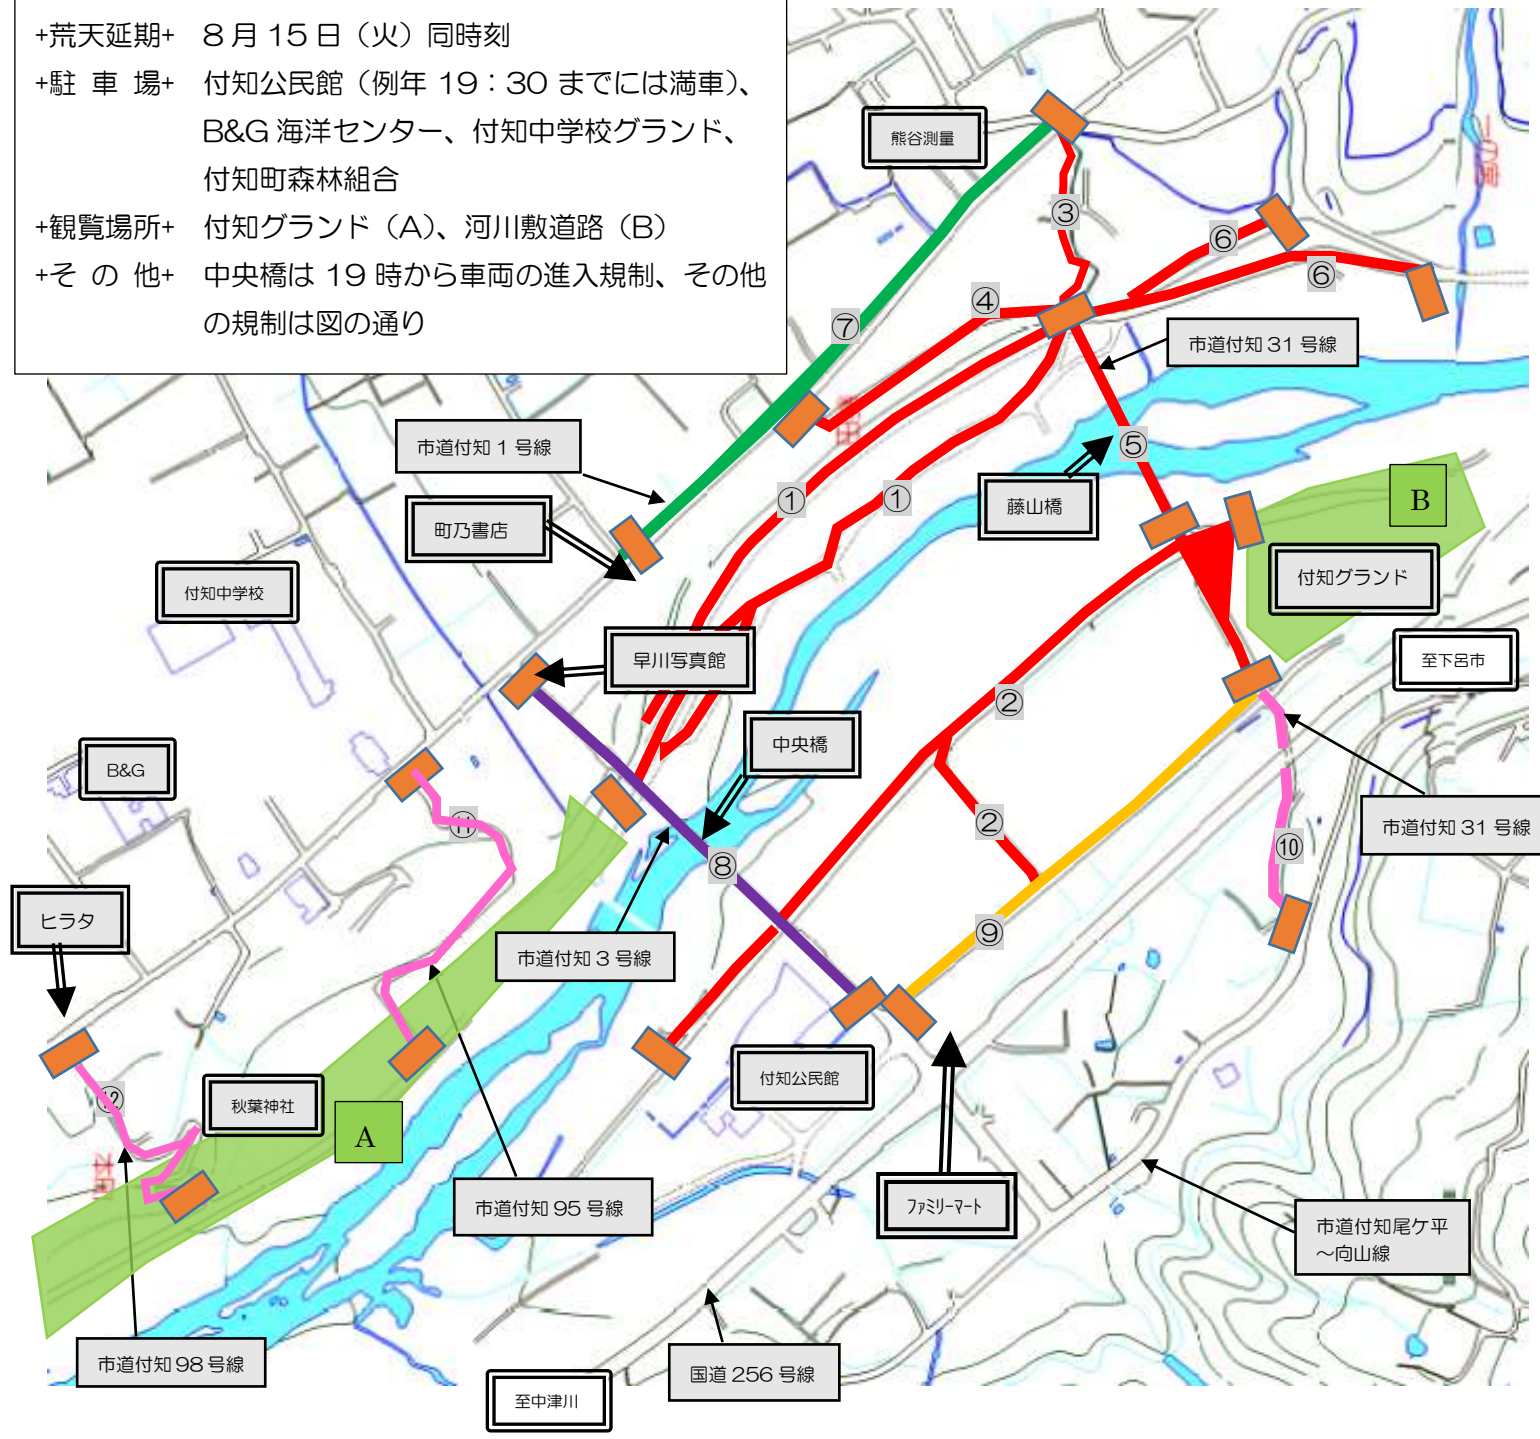 +荒天延期+ 8月15日（火）同時刻
+駐 車 場+ 付知公民館（例年 19：30 までには満車）、
B&G 海洋センター、付知中学校グランド、
付知町森林組合
+観覧場所+ 付知グランド（A）、河川敷道路（B）
+そ の 他+ 中央橋は 19 時から車両の進入規制、その他
の規制は図の通り
熊谷測量
一の宮
③
⑥
⑥
④
⑦
市道付知 31 号線
市道付知 1 号線
⑤
B
①
①
藤山橋
町乃書店
付知グランド
付知中学校
早川写真館
至下呂市
②
中央橋
B&G
②
⑪
市道付知 31 号線
⑩
⑧
ヒラタ
⑨
市道付知 3 号線
付知公民館
⑫
秋葉神社
A
市道付知 95 号線
ファミリーマート
市道付知尾ケ平
～向山線
市道付知 98 号線
国道 256 号線
至中津川